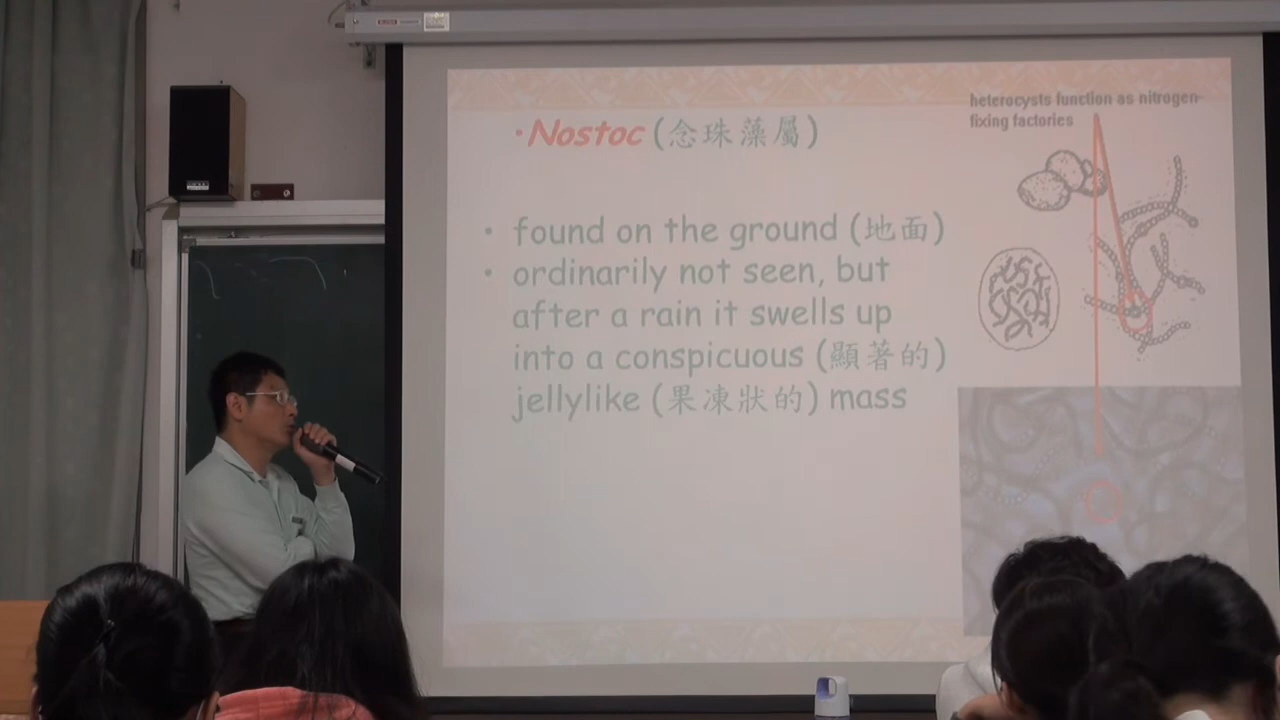 • Nostoc (念珠藻屬)
heterocysts function as nitrogen-
fixing factories
• found on the ground (地面)
• ordinarily not seen, but
after a rain it swells up
into a conspicuous (顯著的)
jellylike (果凍狀的) mass